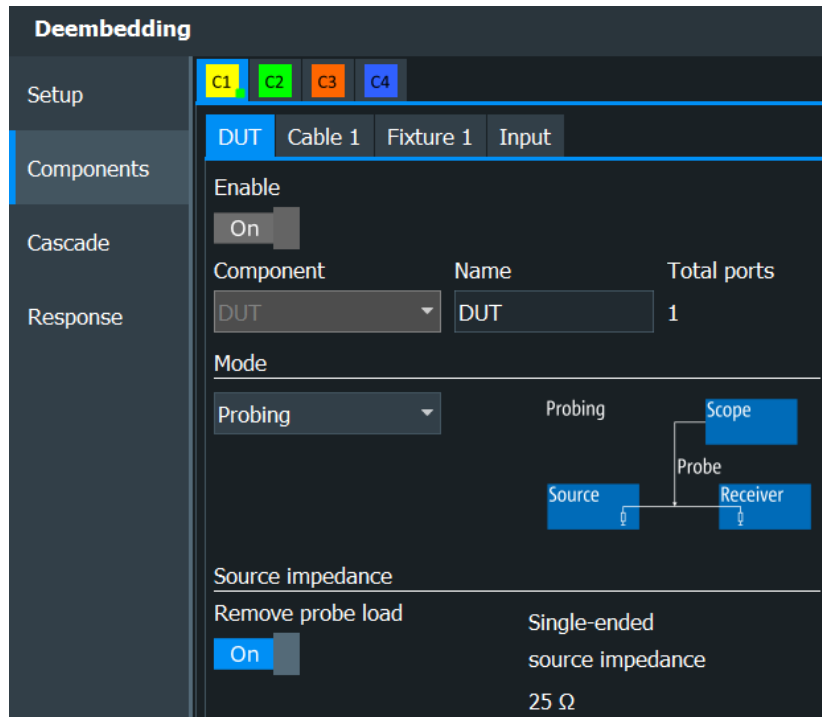 Deembedding
Setup
Components
Cascade
Response
C1 C2 C3 C4
DUT Cable 1 Fixture 1 Input
Enable
On
Component Name Total ports
DUT DUT 1
Mode
Probing
Probing Scope
Probe
Source Receiver
Source impedance
Remove probe load
On
Single-ended
source impedance
25 Ω